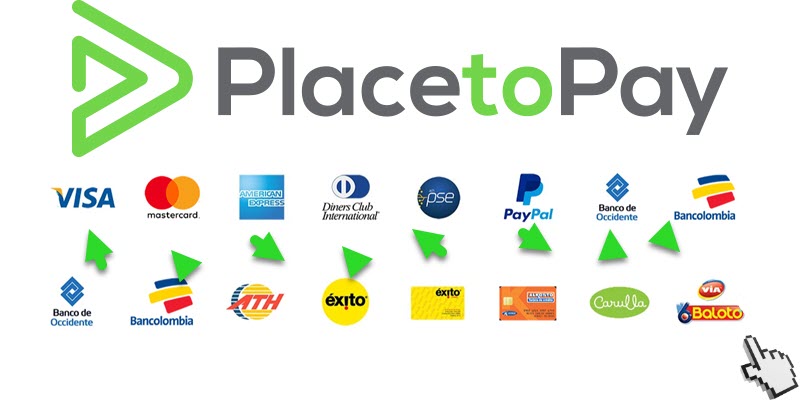 PlacetoPay
VISA
mastercard.
AMERICAN
EXPRESS
Diners Club
International®
pse
PayPal
Banco de
Occidente
Bancolombia
Banco de
Occidente
Bancolombia
ATH
éxito
éxito
ALKOSTO
Carulla
VIA
Baloto